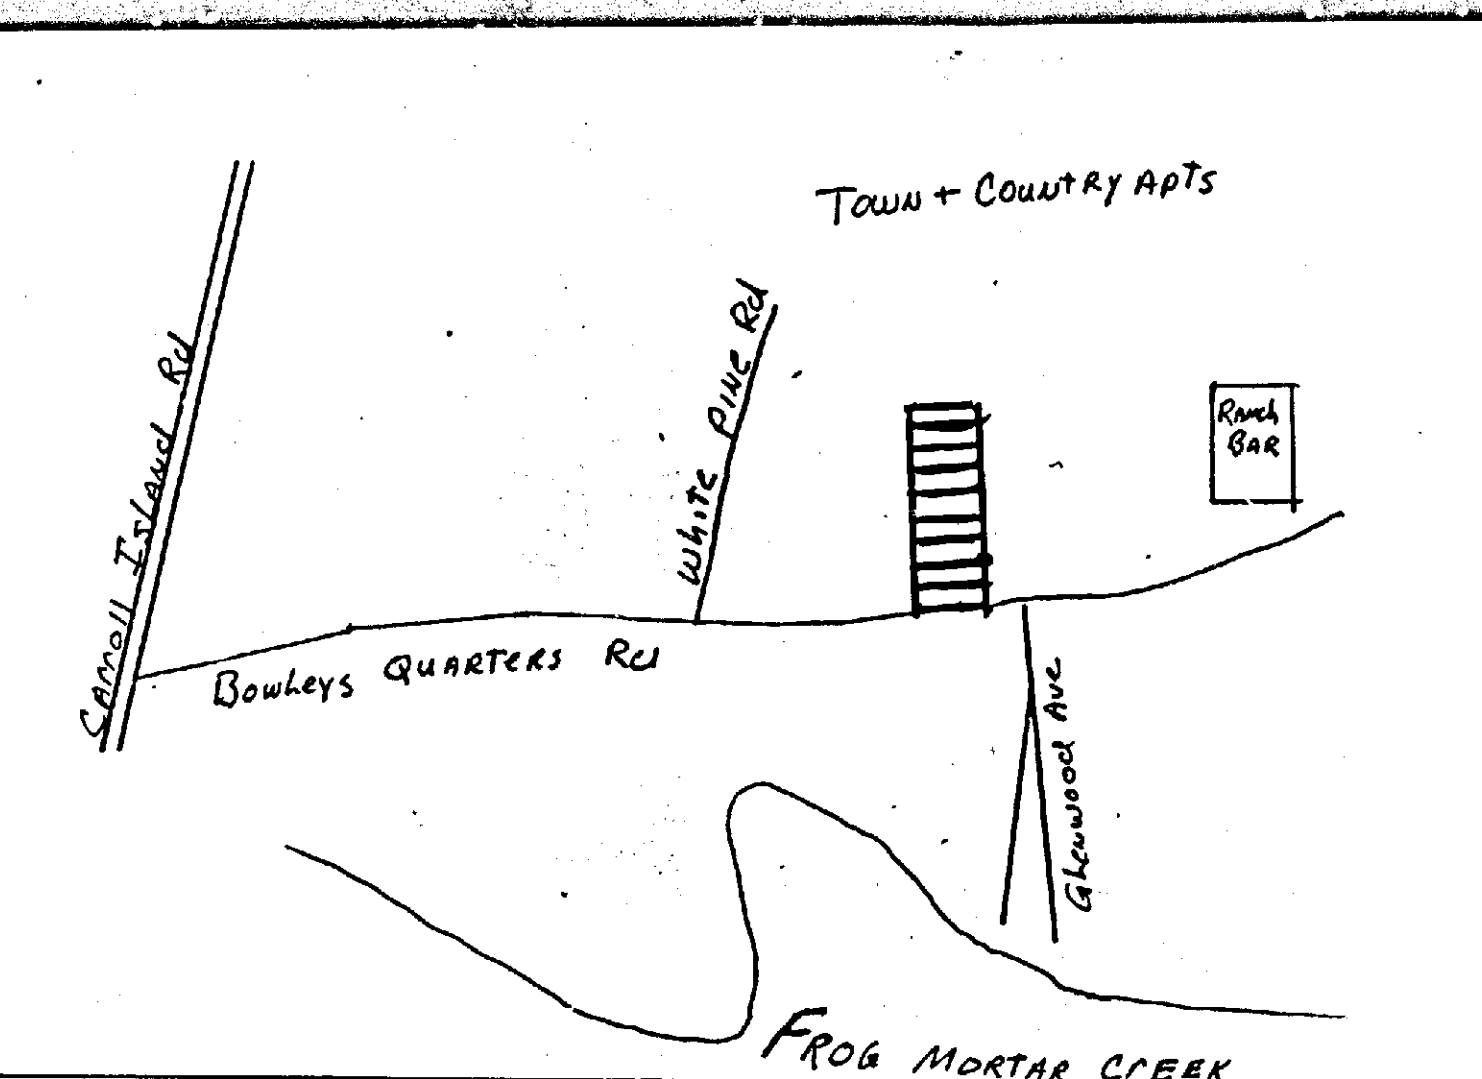 Town + Country Apts
Carroll Island Rd
White Pine Rd
Ranch
Bar
Bowleys Quarters Rd
Glenwood Ave
Frog Mortar Creek